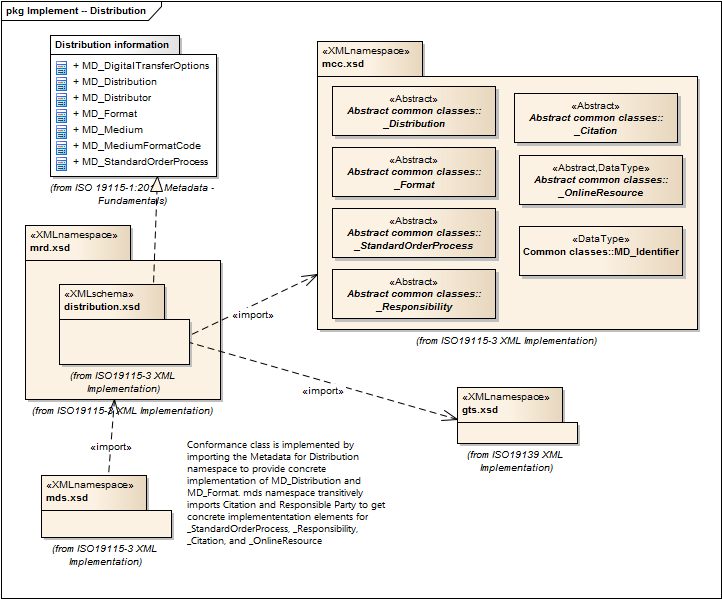 pkg Implement -- Distribution
Distribution information
+ MD_DigitalTransferOptions
+ MD_Distribution
+ MD_Distributor
+ MD_Format
+ MD_Medium
+ MD_MediumFormatCode
+ MD_StandardOrderProcess
(from ISO 19115-1:201 Metadata -
Fundamentals)
«XMLnamespace»
mcc.xsd
«Abstract»
Abstract common classes::
_Distribution
«Abstract»
Abstract common classes::
_Citation
«Abstract»
Abstract common classes::
_Format
«Abstract,DataType»
Abstract common classes::
_OnlineResource
«Abstract»
Abstract common classes::
_StandardOrderProcess
«DataType»
Common classes::MD_Identifier
«Abstract»
Abstract common classes::
_Responsibility
(from ISO19115-3 XML Implementation)
«XMLnamespace»
mrd.xsd
«XMLschema»
distribution.xsd
(from ISO19115-3 XML
Implementation)
(from ISO19115-3 XML Implementation)
«import»
«import»
«import»
«XMLnamespace»
gts.xsd
(from ISO19139 XML
Implementation)
«XMLnamespace»
mds.xsd
(from ISO19115-3 XML
Implementation)
Conformance class is implemented by
importing the Metadata for Distribution
namespace to provide concrete
implementation of MD_Distribution and
MD_Format. mds namespace transitively
imports Citation and Responsible Party to get
concrete implemententation elements for
_StandardOrderProcess, _Responsibility,
_Citation, and _OnlineResource